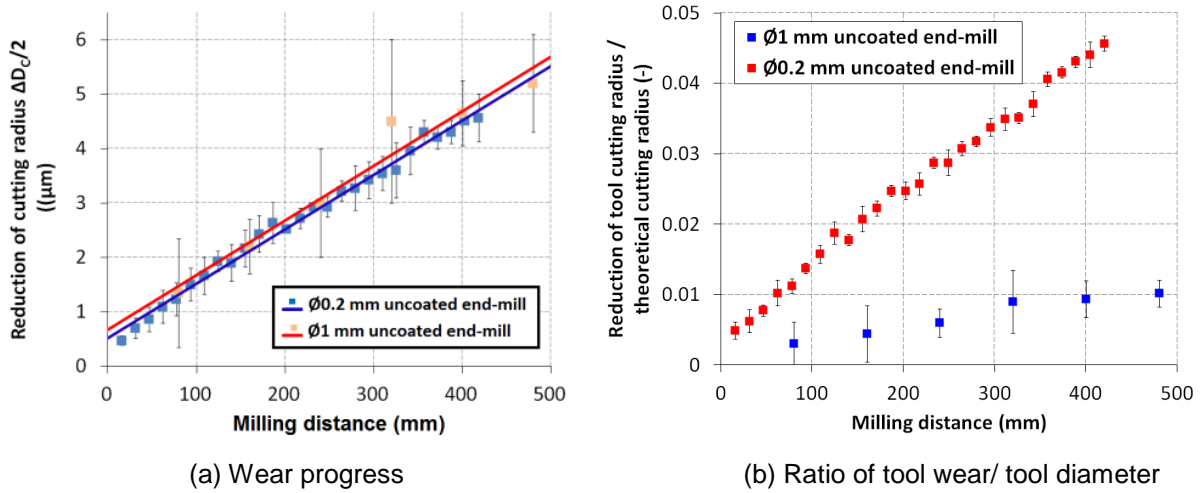 Reduction of cutting radius ΔD_C/2
((μm)
6
5
4
3
2
1
0
0 100 200 300 400 500
Milling distance (mm)
Ø0.2 mm uncoated end-mill
Ø1 mm uncoated end-mill
(a) Wear progress
Reduction of tool cutting radius /
theoretical cutting radius (-)
0.05
0.04
0.03
0.02
0.01
0
0 100 200 300 400 500
Milling distance (mm)
Ø1 mm uncoated end-mill
Ø0.2 mm uncoated end-mill
(b) Ratio of tool wear/ tool diameter